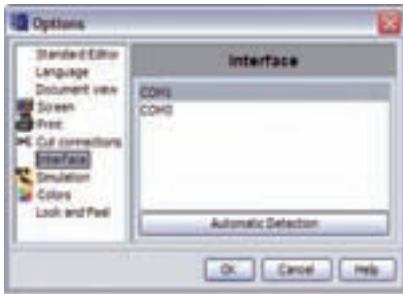 Options
Standard Editor
Language
Document view
Screen
Print
Cut connections
Interface
Simulation
Colors
Look and Feel
Interface
COM1
Automatic Detection
OK
Cancel
Help